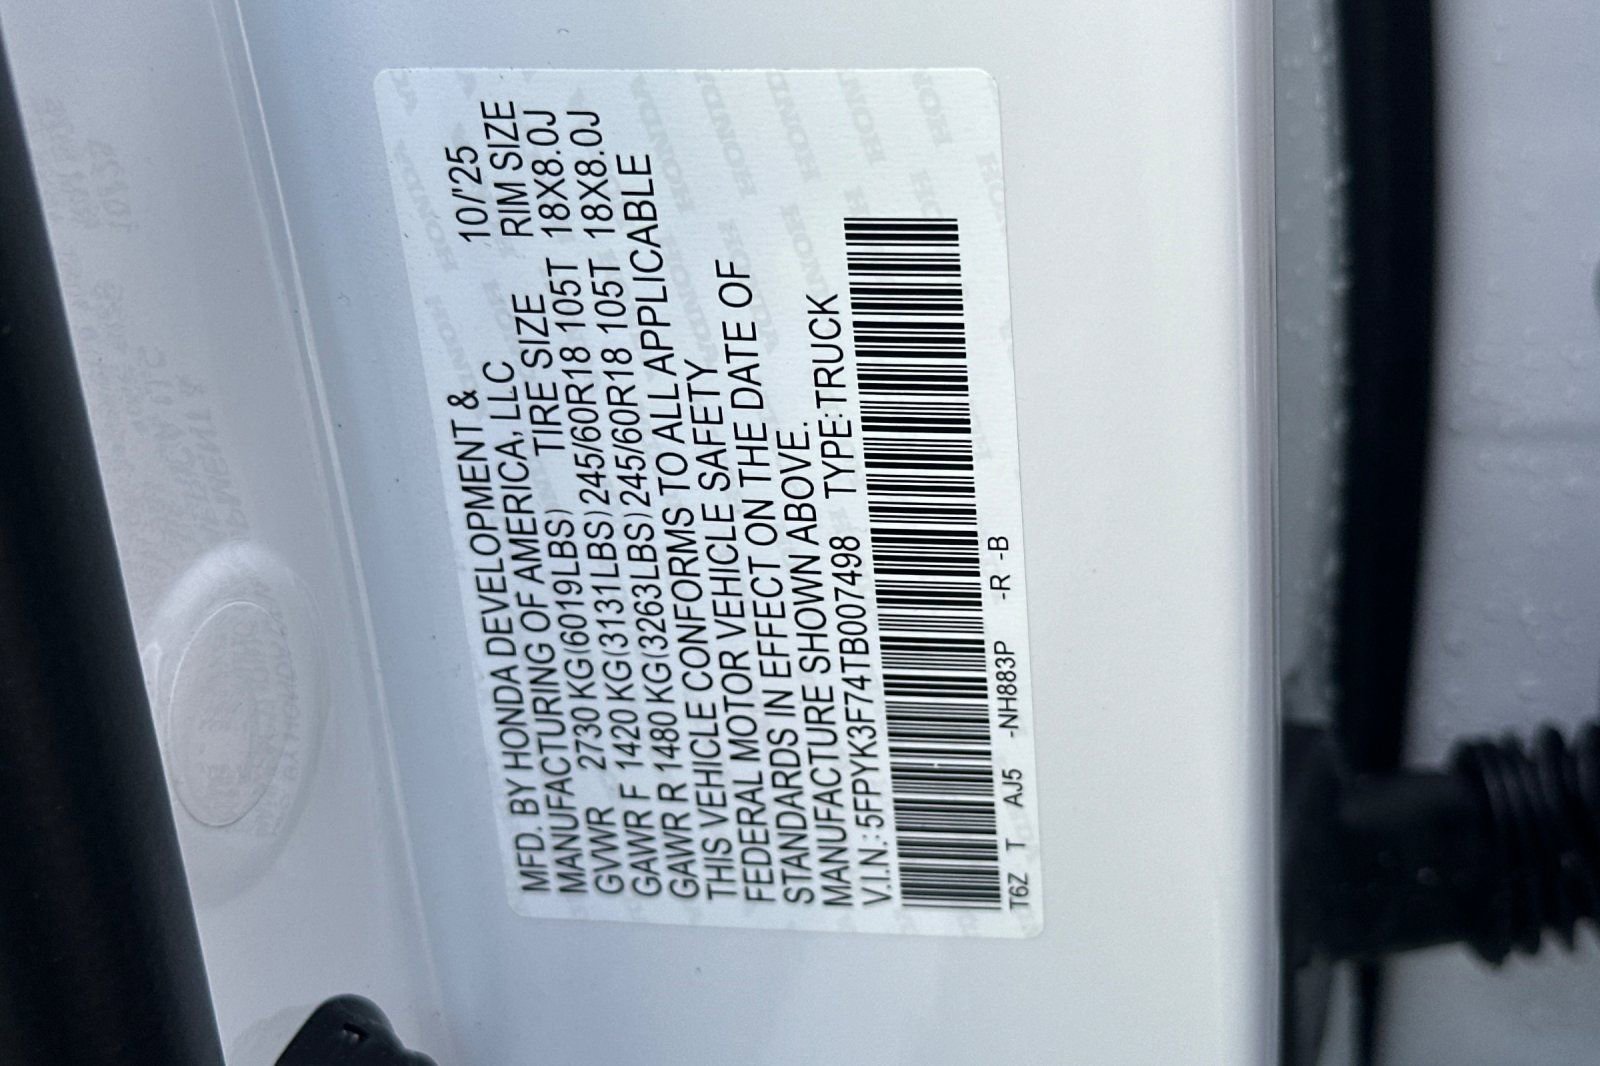 MFD. BY HONDA DEVELOPMENT & 10/'25
MANUFACTURING OF AMERICA, LLC RIM SIZE
GVWR 2730 KG(6019LBS) TIRE SIZE 18X8.0J
GAWR F 1420 KG(3131LBS) 245/60R18 105T 18X8.0J
GAWR R 1480 KG(3263LBS) 245/60R18 105T
THIS VEHICLE CONFORMS TO ALL APPLICABLE
FEDERAL MOTOR VEHICLE SAFETY
STANDARDS IN EFFECT ON THE DATE OF
MANUFACTURE SHOWN ABOVE.
V.I.N.: 5FPYK3F74TB007498 TYPE: TRUCK
T6Z T AJ5 -NH883P -R -B